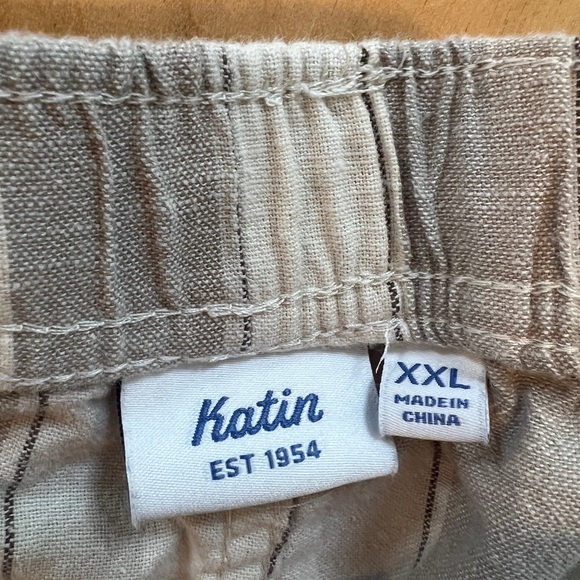 Katin
EST 1954
XXL
MADE IN
CHINA